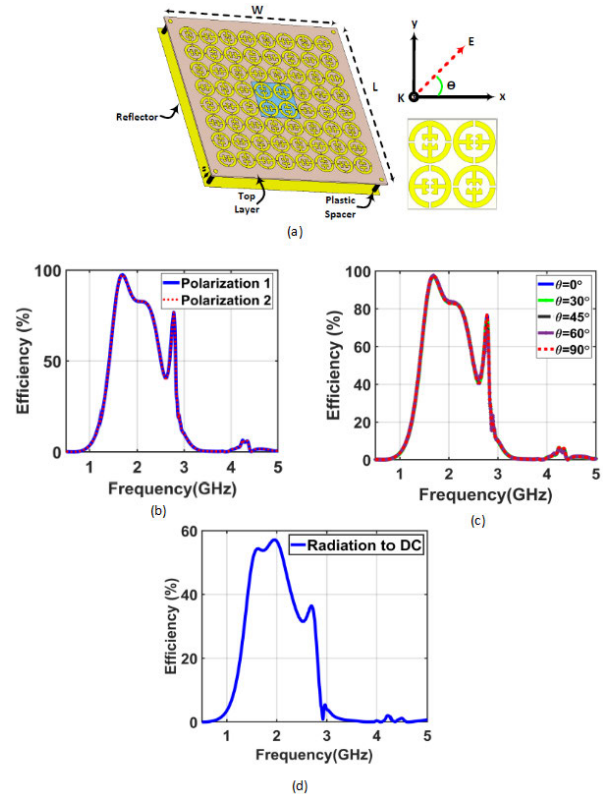 W
L
Reflector
Top
Layer
Plastic
Spacer
y
E
K
Θ
x
(a)
Efficiency (%)
100
50
0
Polarization 1
Polarization 2
1 2 3 4 5
Frequency(GHz)
(b)
Efficiency (%)
100
80
60
40
20
0
θ=0°
θ=30°
θ=45°
θ=60°
θ=90°
1 2 3 4 5
Frequency(GHz)
(c)
Efficiency (%)
60
40
20
0
Radiation to DC
1 2 3 4 5
Frequency(GHz)
(d)